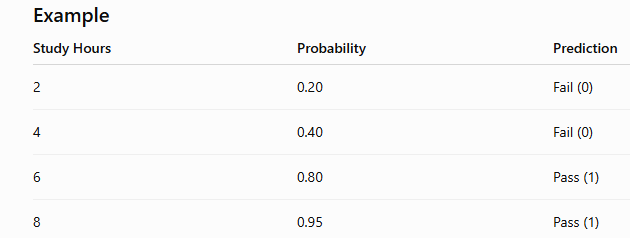 Example
Study Hours Probability Prediction
2 0.20 Fail (0)
4 0.40 Fail (0)
6 0.80 Pass (1)
8 0.95 Pass (1)